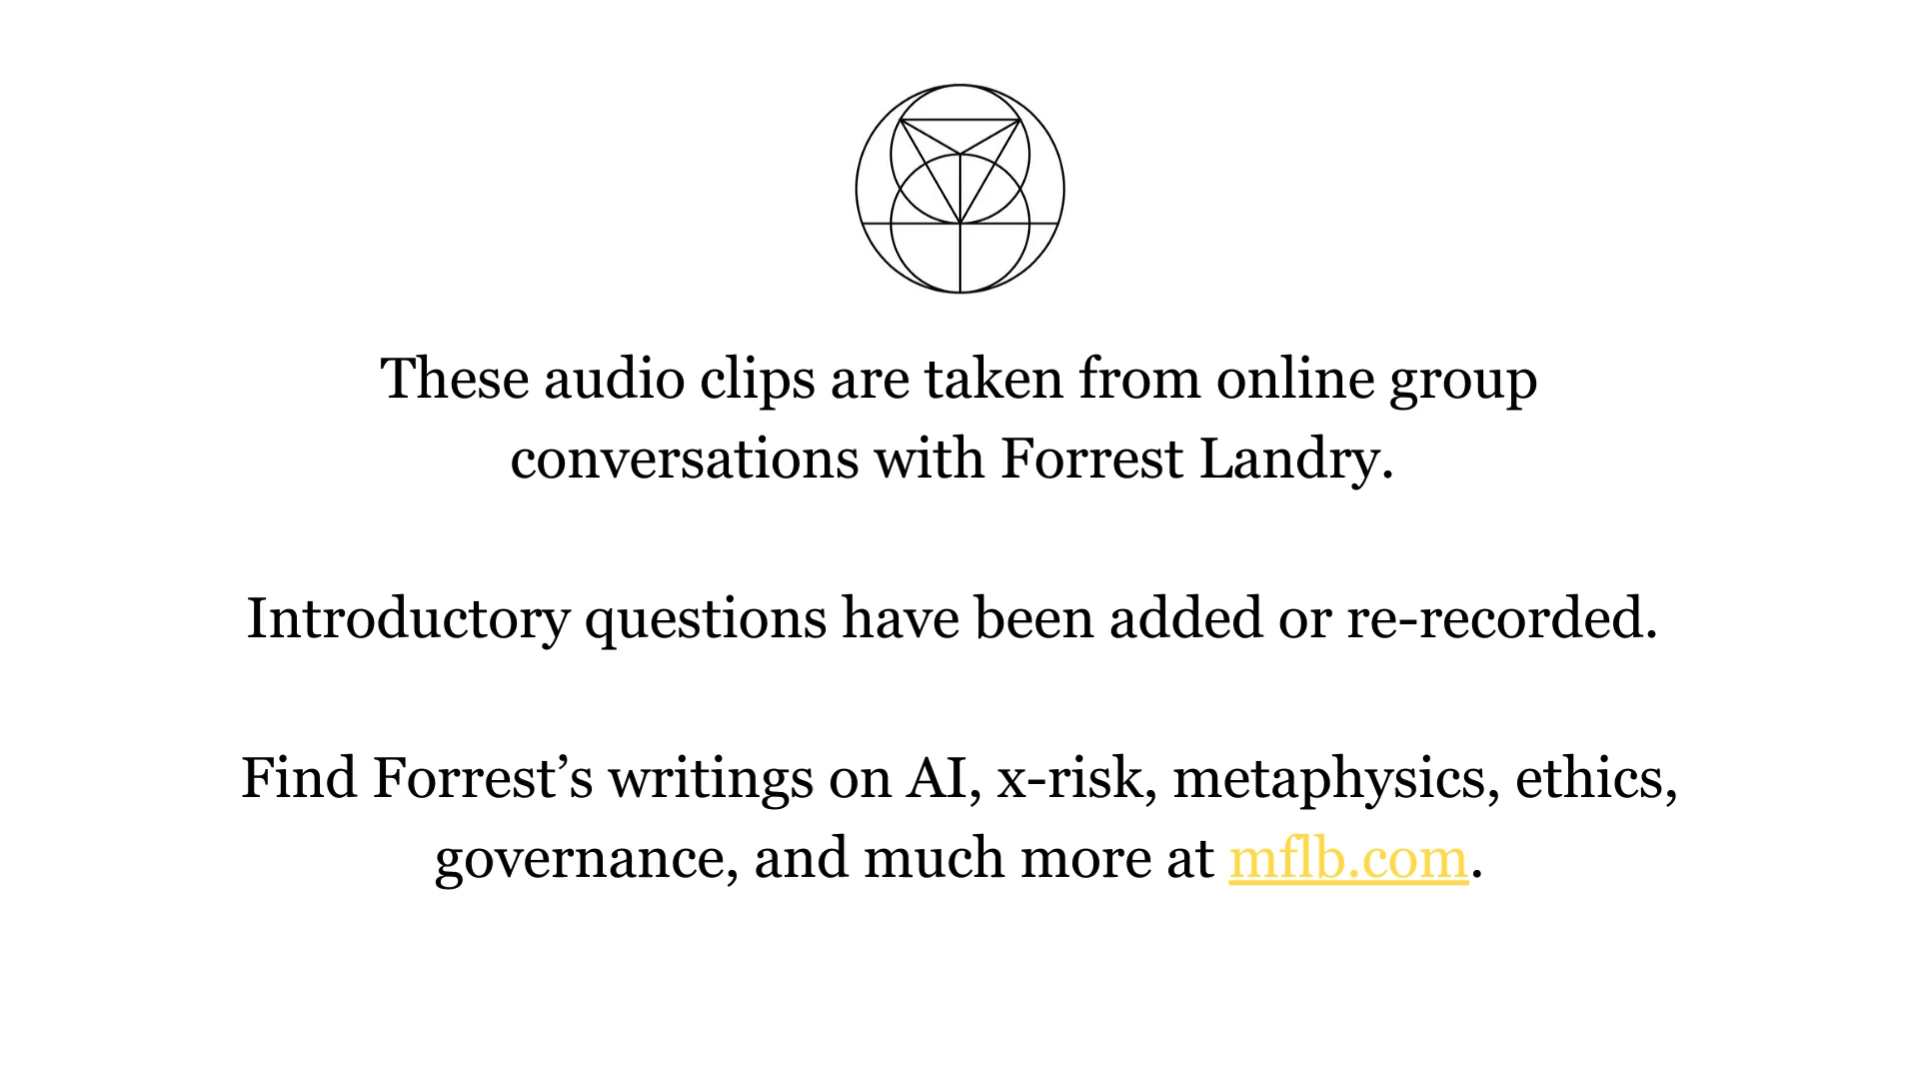 These audio clips are taken from online group
conversations with Forrest Landry.
Introductory questions have been added or re-recorded.
Find Forrest’s writings on AI, x-risk, metaphysics, ethics,
governance, and much more at mflb.com.